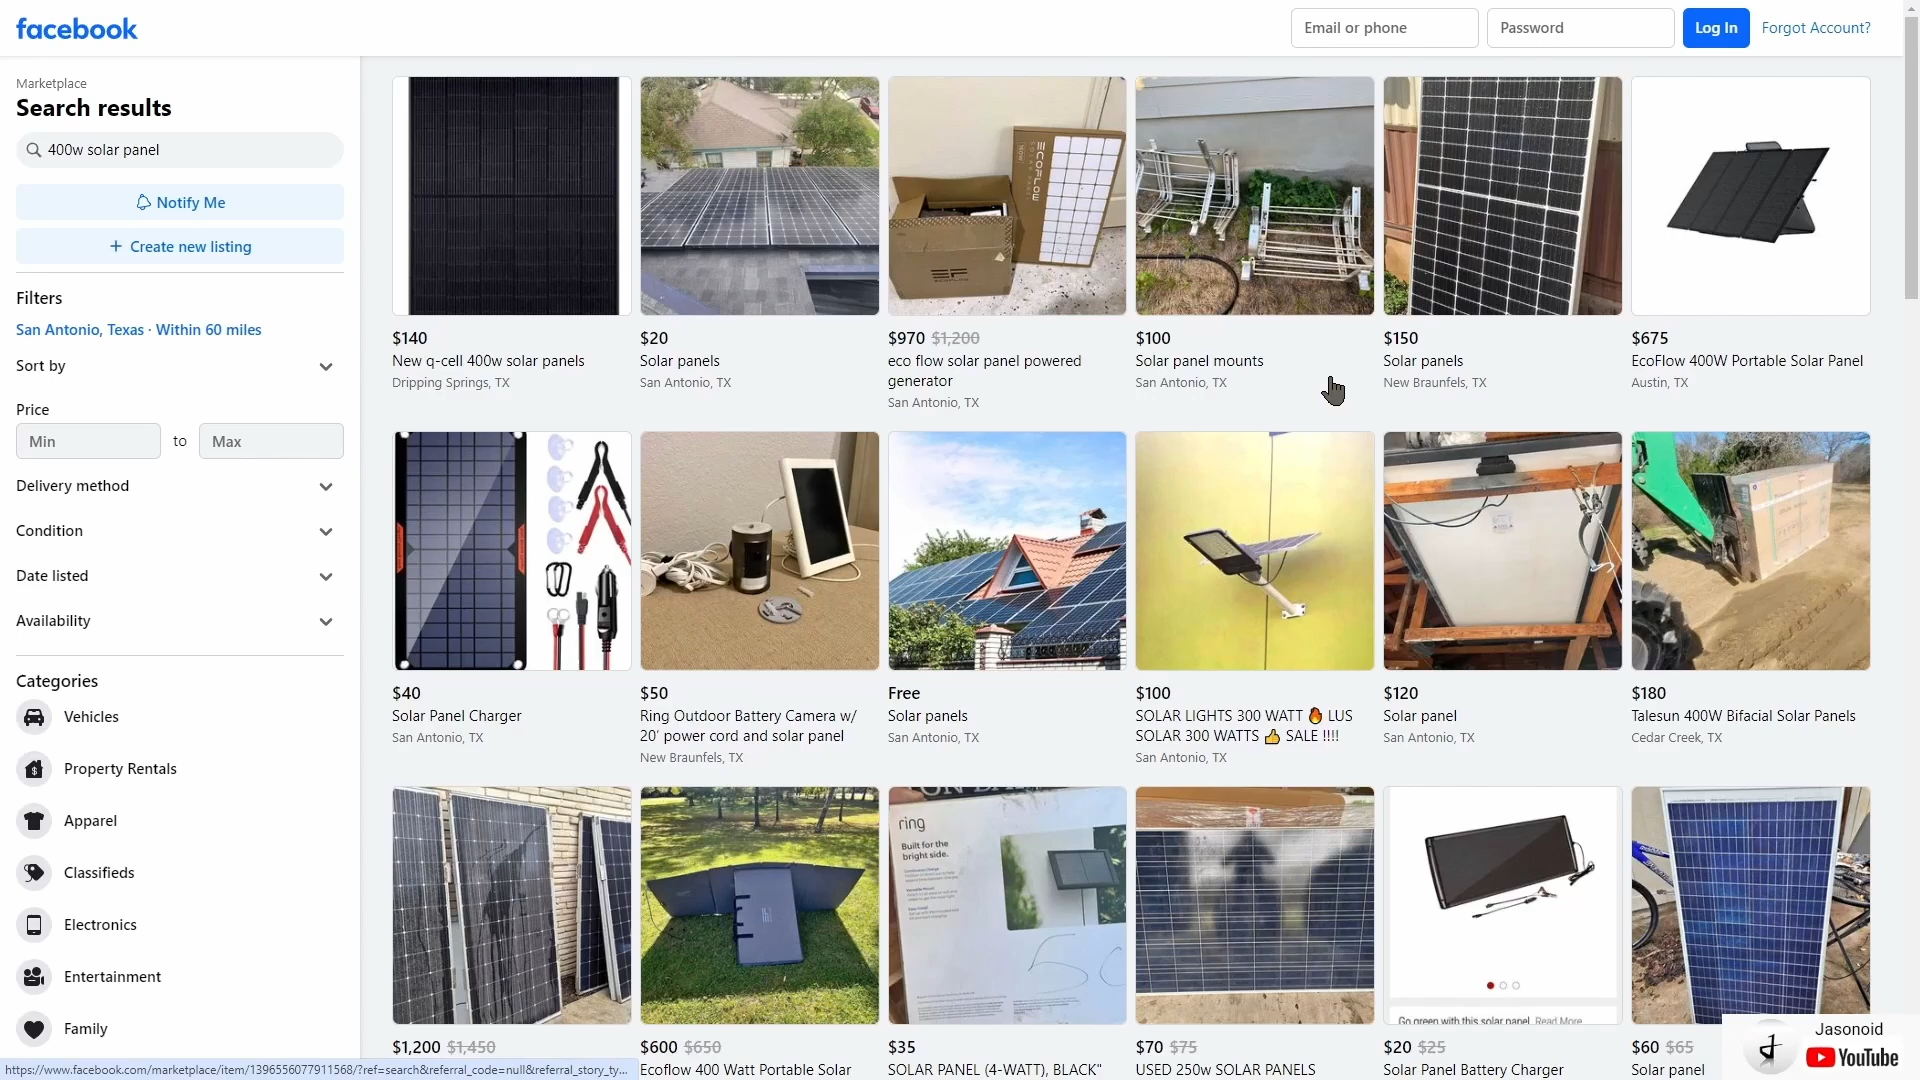 facebook
Email or phone
Password
Log In
Forgot Account?
Marketplace
Search results
400w solar panel
Notify Me
+ Create new listing
Filters
San Antonio, Texas · Within 60 miles
Sort by
Price
Min
to
Max
Delivery method
Condition
Date listed
Availability
Categories
Vehicles
Property Rentals
Apparel
Classifieds
Electronics
Entertainment
Family
$140
New q-cell 400w solar panels
Dripping Springs, TX
$20
Solar panels
San Antonio, TX
ECOFLOW
$970 $1,200
eco flow solar panel powered
generator
San Antonio, TX
$100
Solar panel mounts
San Antonio, TX
$150
Solar panels
New Braunfels, TX
$675
EcoFlow 400W Portable Solar Panel
Austin, TX
$40
Solar Panel Charger
San Antonio, TX
$50
Ring Outdoor Battery Camera w/
20' power cord and solar panel
New Braunfels, TX
Free
Solar panels
San Antonio, TX
$100
SOLAR LIGHTS 300 WATT 🔥 LUS
SOLAR 300 WATTS 👍 SALE !!!!
San Antonio, TX
$120
Solar panel
San Antonio, TX
$180
Talesun 400W Bifacial Solar Panels
Cedar Creek, TX
$1,200 $1,450
$600 $650
Ecoflow 400 Watt Portable Solar
ring
Built for the
bright side.
$35
SOLAR PANEL (4-WATT), BLACK"
$70 $75
USED 250w SOLAR PANELS
Go green with this solar panel. Read More
$20 $25
Solar Panel Battery Charger
$60 $65
Solar panel
https://www.facebook.com/marketplace/item/1396556077911568/?ref=search&referral_code=null&referral_story_ty...
Jasonoid
YouTube